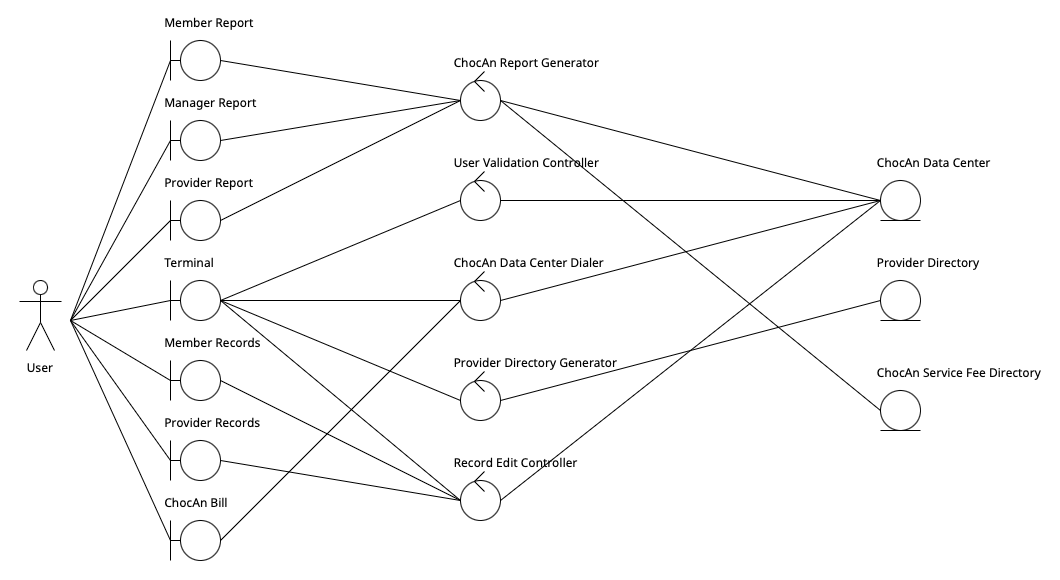 Member Report
Manager Report
Provider Report
Terminal
Member Records
Provider Records
ChocAn Bill
User
ChocAn Report Generator
User Validation Controller
ChocAn Data Center Dialer
Provider Directory Generator
Record Edit Controller
ChocAn Data Center
Provider Directory
ChocAn Service Fee Directory